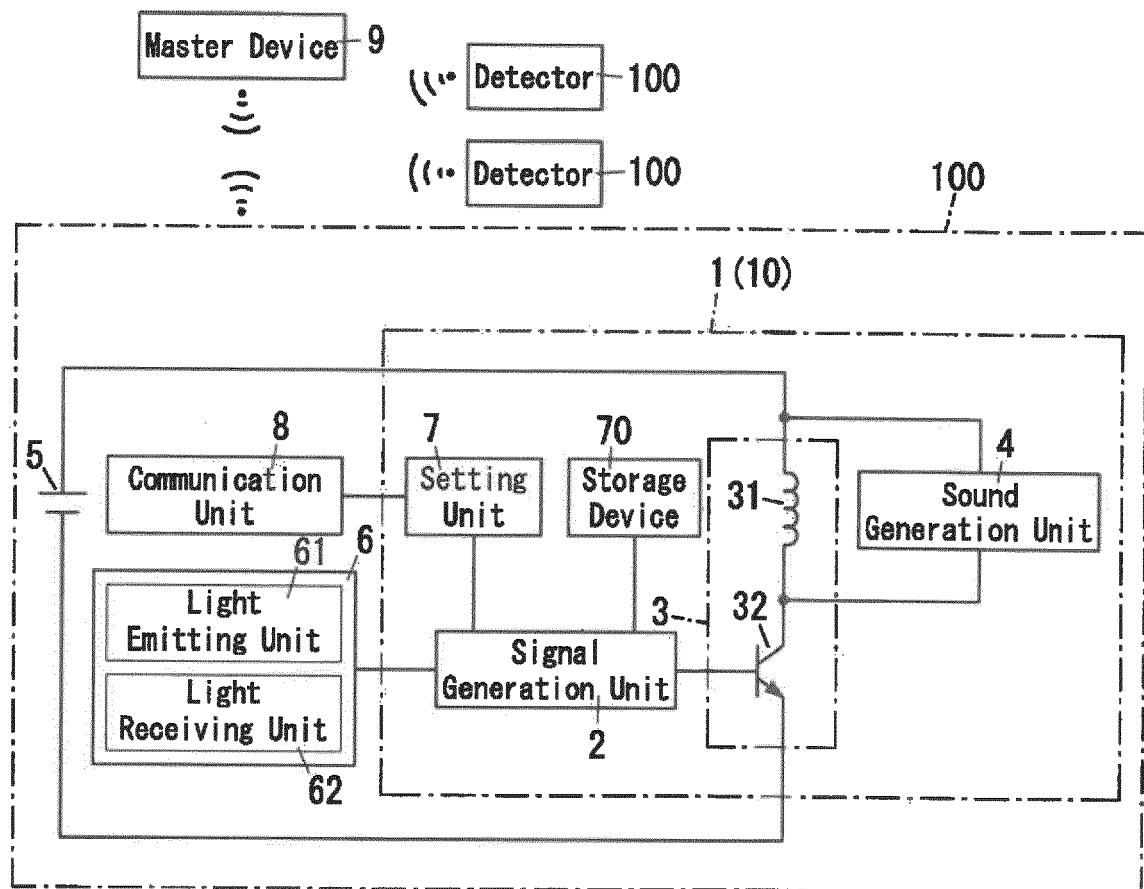 Master Device
9
Detector
100
Detector
100
100
1(10)
5
8
Communication
Unit
7
Setting
Unit
70
Storage
Device
31
4
Sound
Generation Unit
61
6
Light
Emitting Unit
Light
Receiving Unit
62
3
32
Signal
Generation Unit
2